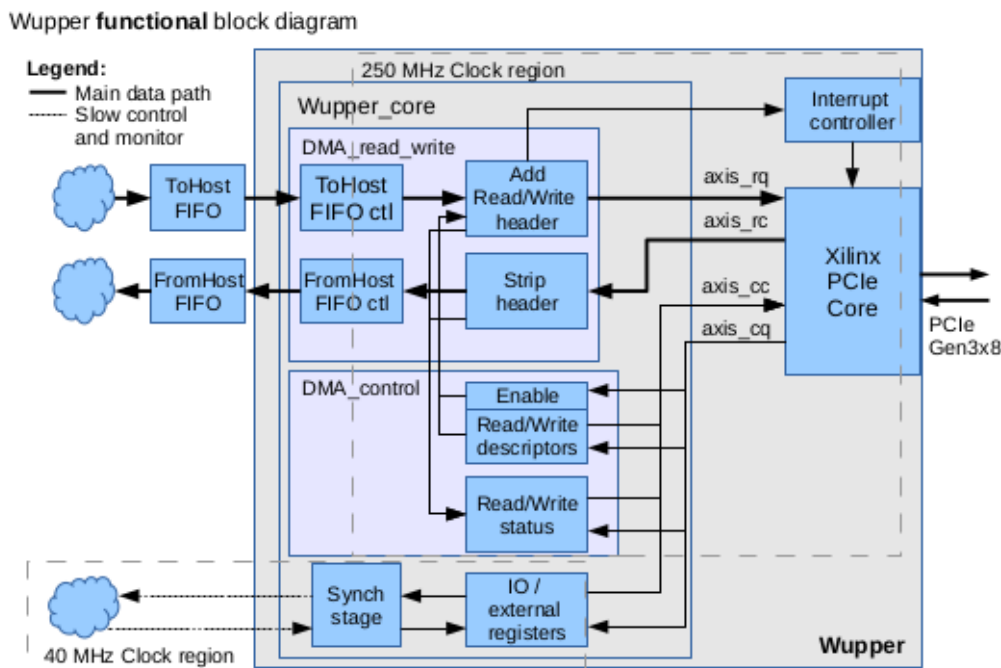 Wupper functional block diagram
Legend:
Main data path
Slow control
and monitor
250 MHz Clock region
Wupper_core
Interrupt
controller
DMA_read_write
ToHost
FIFO
ToHost
FIFO ctl
Add
Read/Write
header
axis_rq
axis_rc
FromHost
FIFO
FromHost
FIFO ctl
Strip
header
axis_cc
axis_cq
Xilinx
PCIe
Core
PCIe
Gen3x8
DMA_control
Enable
Read/Write
descriptors
Read/Write
status
Synch
stage
IO /
external
registers
Wupper
40 MHz Clock region